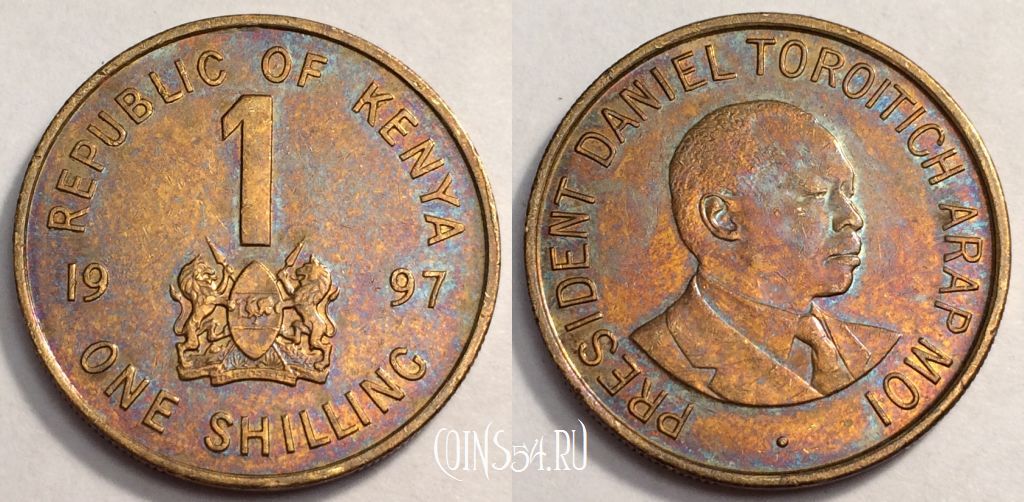 REPUBLIC OF KENYA
1
19 97
ONE SHILLING
PRESIDENT DANIEL TOROITICH ARAP MOI
COINS54.RU